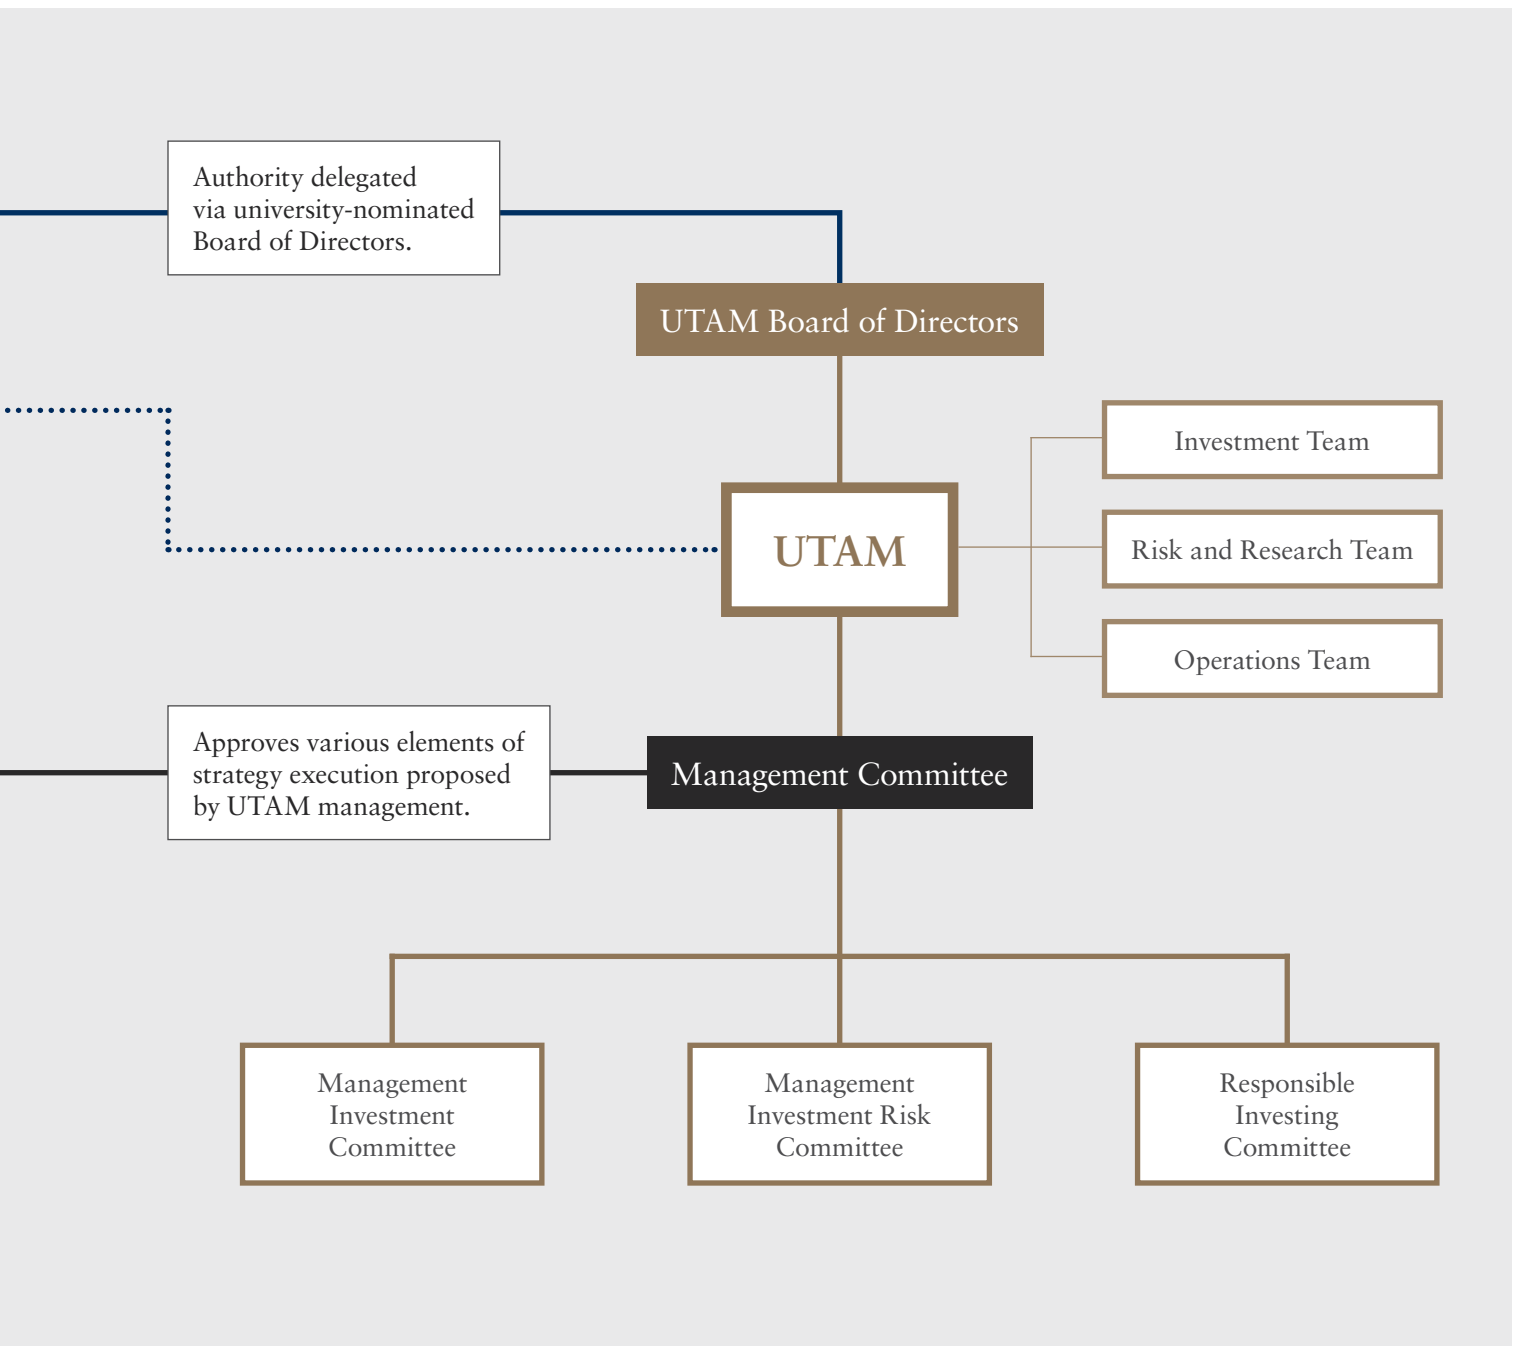 Authority delegated
via university-nominated
Board of Directors.
UTAM Board of Directors
Investment Team
UTAM
Risk and Research Team
Operations Team
Approves various elements of
strategy execution proposed
by UTAM management.
Management Committee
Management
Investment
Committee
Management
Investment Risk
Committee
Responsible
Investing
Committee